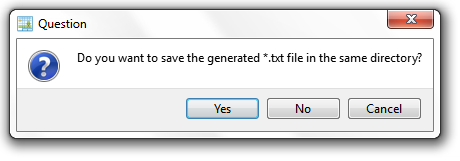 Question
Do you want to save the generated *.txt file in the same directory?
Yes No Cancel